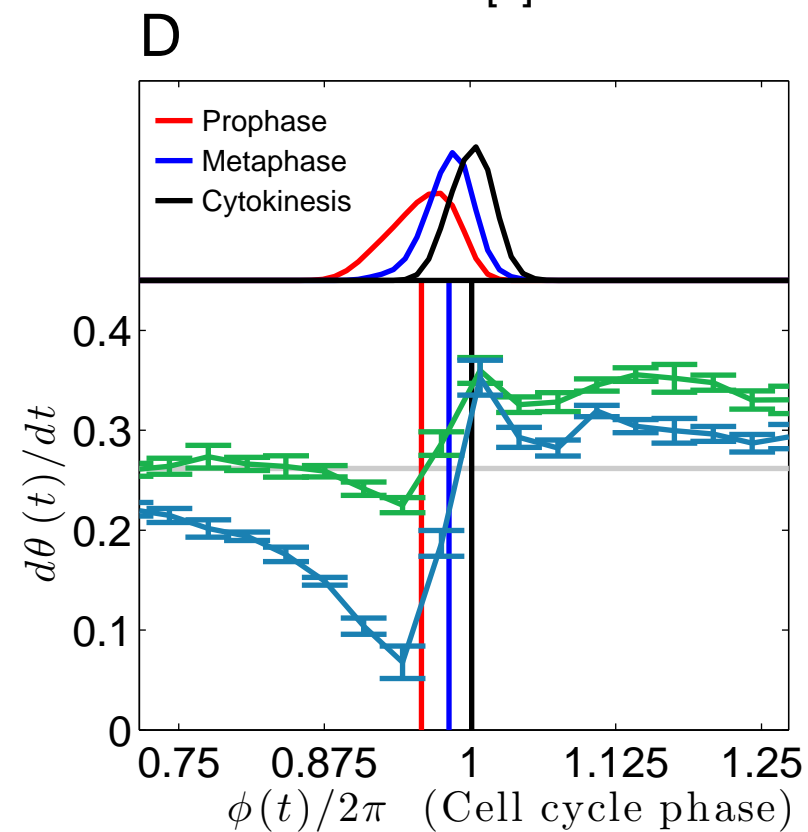 D
Prophase
Metaphase
Cytokinesis
0.4
0.3
0.2
0.1
0
dθ (t)/dt
0.75 0.875 1 1.125 1.25
ϕ(t)/2π (Cell cycle phase)